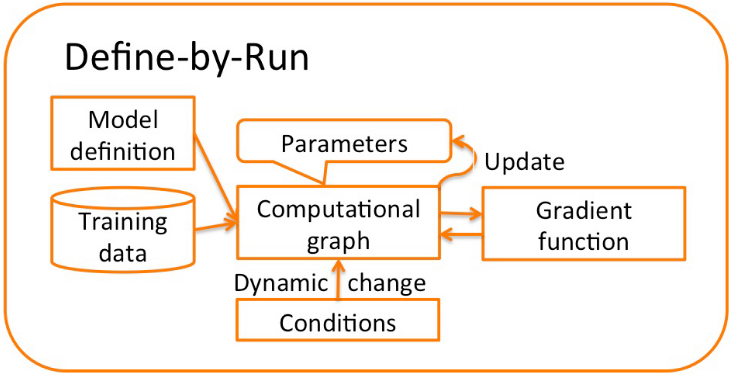 Define-by-Run
Model
definition
Parameters
Update
Training
data
Computational
graph
Gradient
function
Dynamic change
Conditions